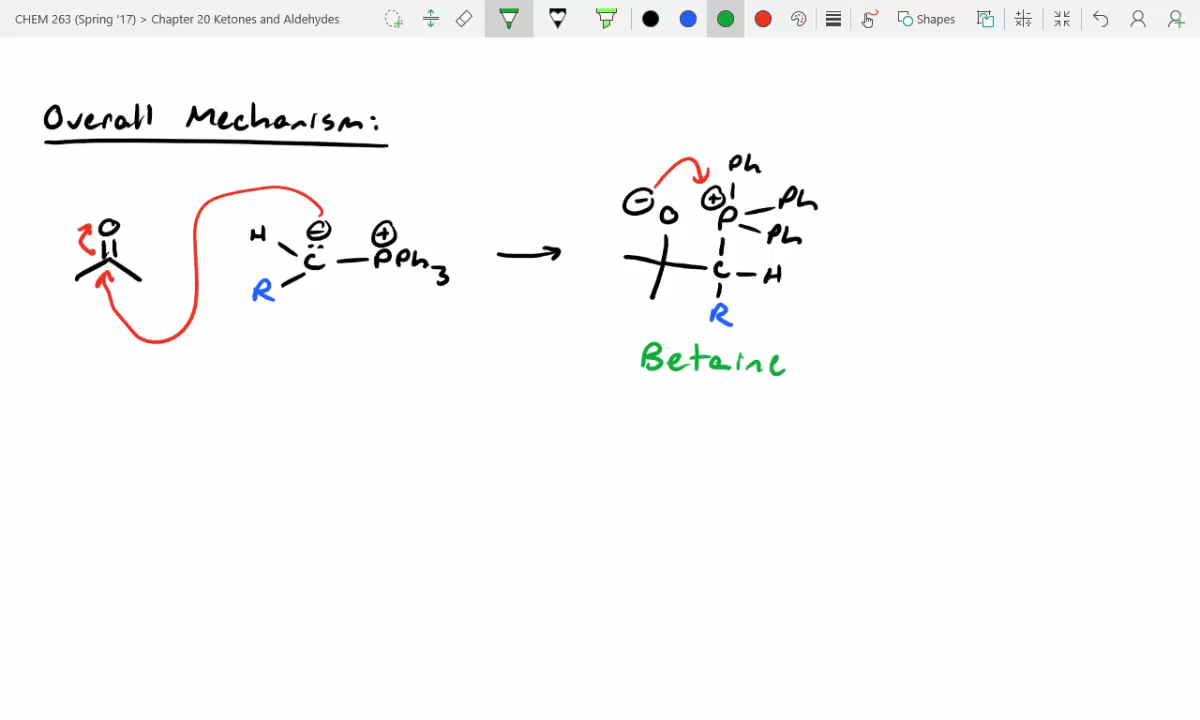 CHEM 263 (Spring '17) > Chapter 20 Ketones and Aldehydes
Shapes
Overall Mechanism:
O
H
⊖
C̈
⊕
PPh3
R
⊖
O
⊕
P
Ph
Ph
Ph
C
H
R
Betaine